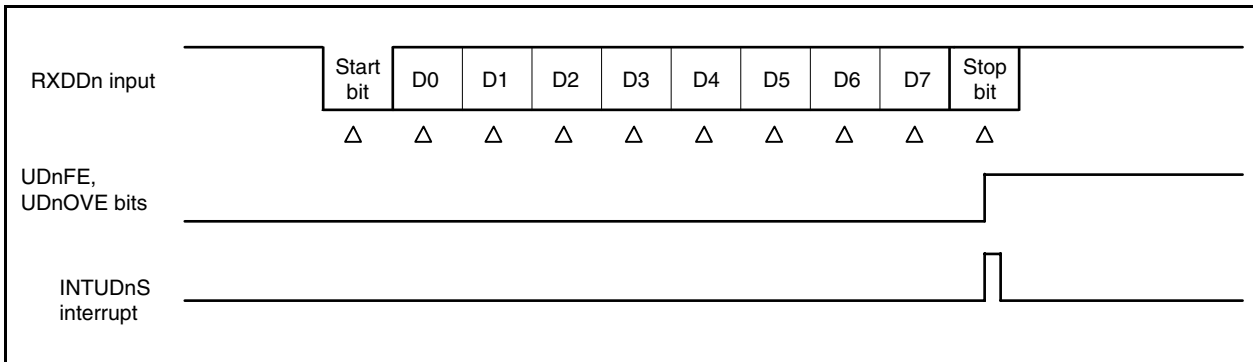 RXDDn input
Start
bit
D0
D1
D2
D3
D4
D5
D6
D7
Stop
bit
UDnFE,
UDnOVE bits
INTUDnS
interrupt